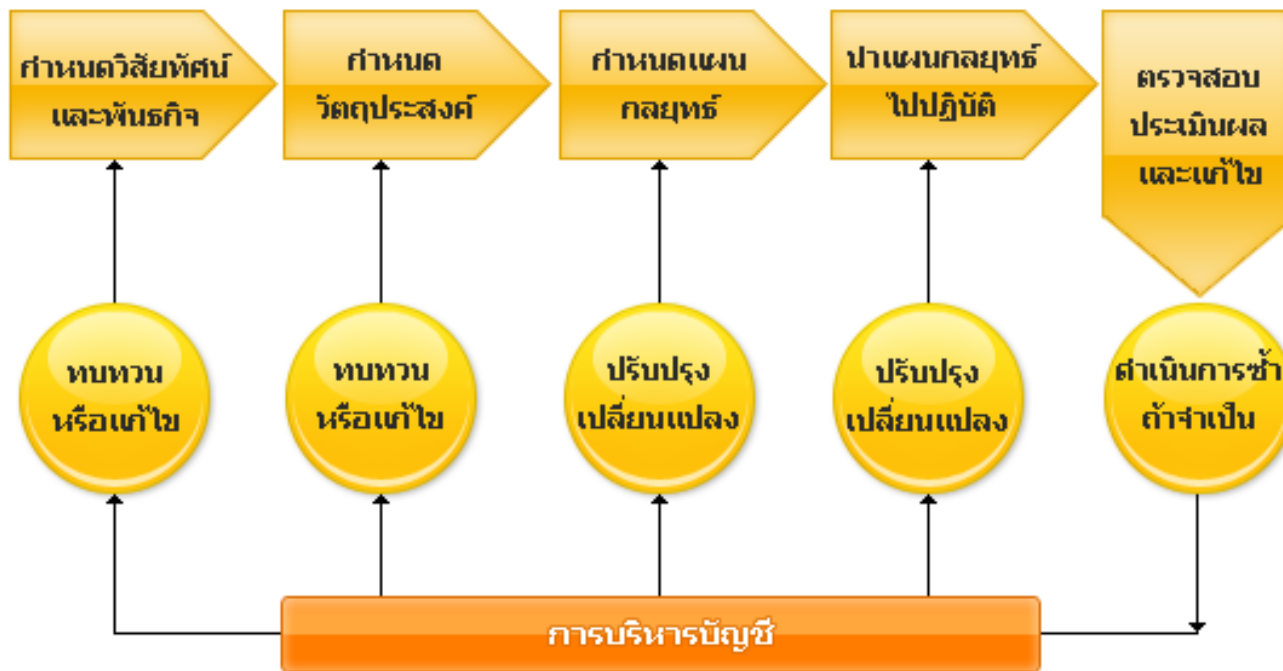 กำหนดวิสัยทัศน์
และพันธกิจ
กำหนด
วัตถุประสงค์
กำหนดแผน
กลยุทธ์
นำแผนกลยุทธ์
ไปปฏิบัติ
ตรวจสอบ
ประเมินผล
และแก้ไข
ทบทวน
หรือแก้ไข
ทบทวน
หรือแก้ไข
ปรับปรุง
เปลี่ยนแปลง
ปรับปรุง
เปลี่ยนแปลง
ดำเนินการซ้ำ
ถ้าจำเป็น
การบริหารบัญชี